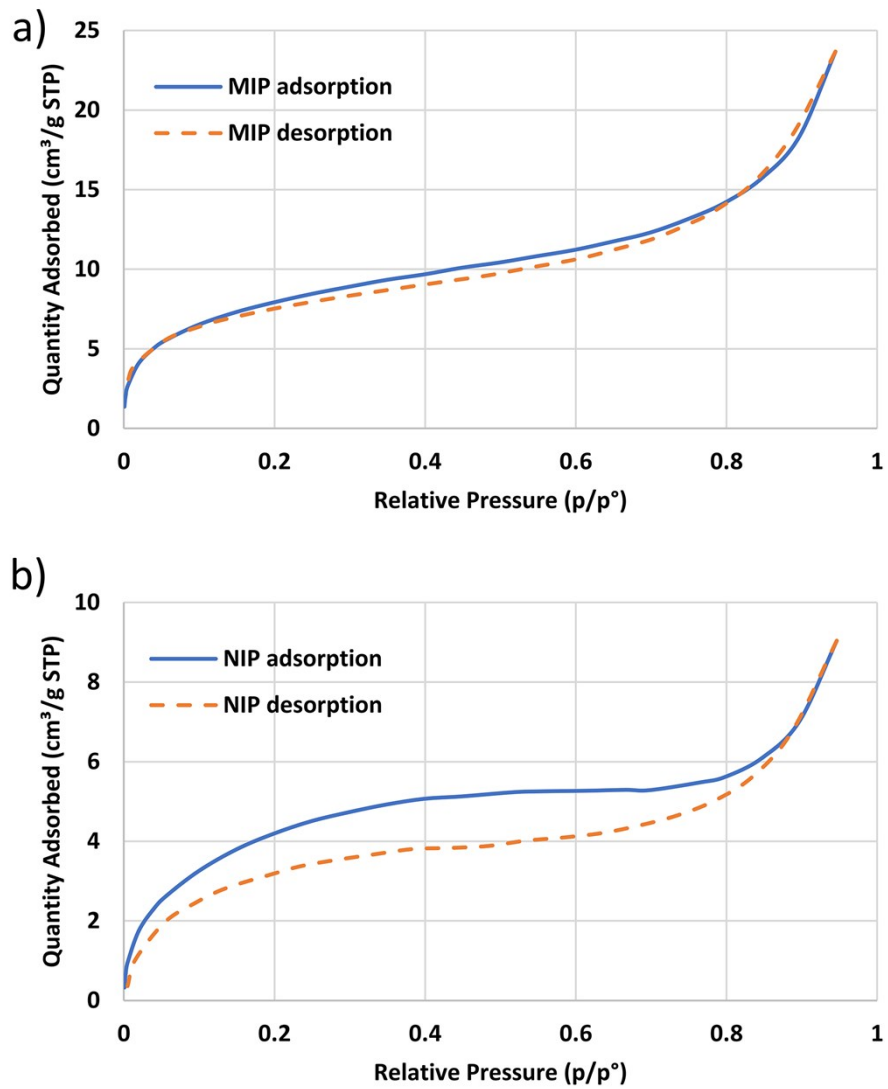 a)
25
20
15
10
5
0
Quantity Adsorbed (cm³/g STP)
MIP adsorption
MIP desorption
0 0.2 0.4 0.6 0.8 1
Relative Pressure (p/p°)
b)
10
8
6
4
2
0
Quantity Adsorbed (cm³/g STP)
NIP adsorption
NIP desorption
0 0.2 0.4 0.6 0.8 1
Relative Pressure (p/p°)